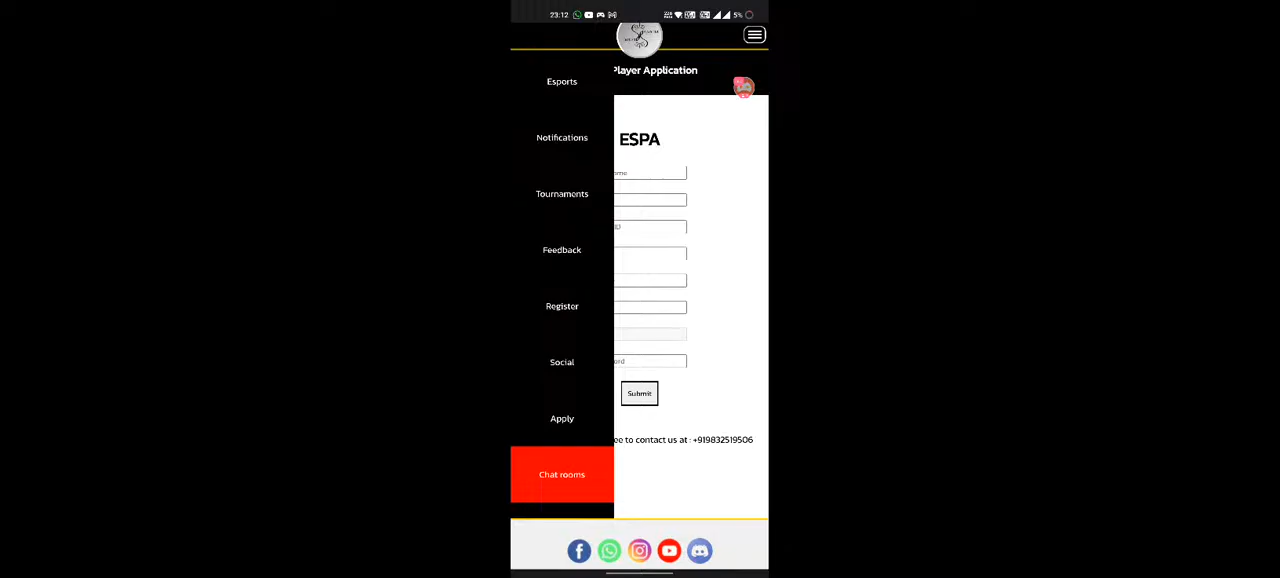 23:12
5%
Player Application
Esports
Notifications
ESPA
Tournaments
ID
Feedback
Register
Social
Submit
Apply
ee to contact us at : +919832519506
Chat rooms